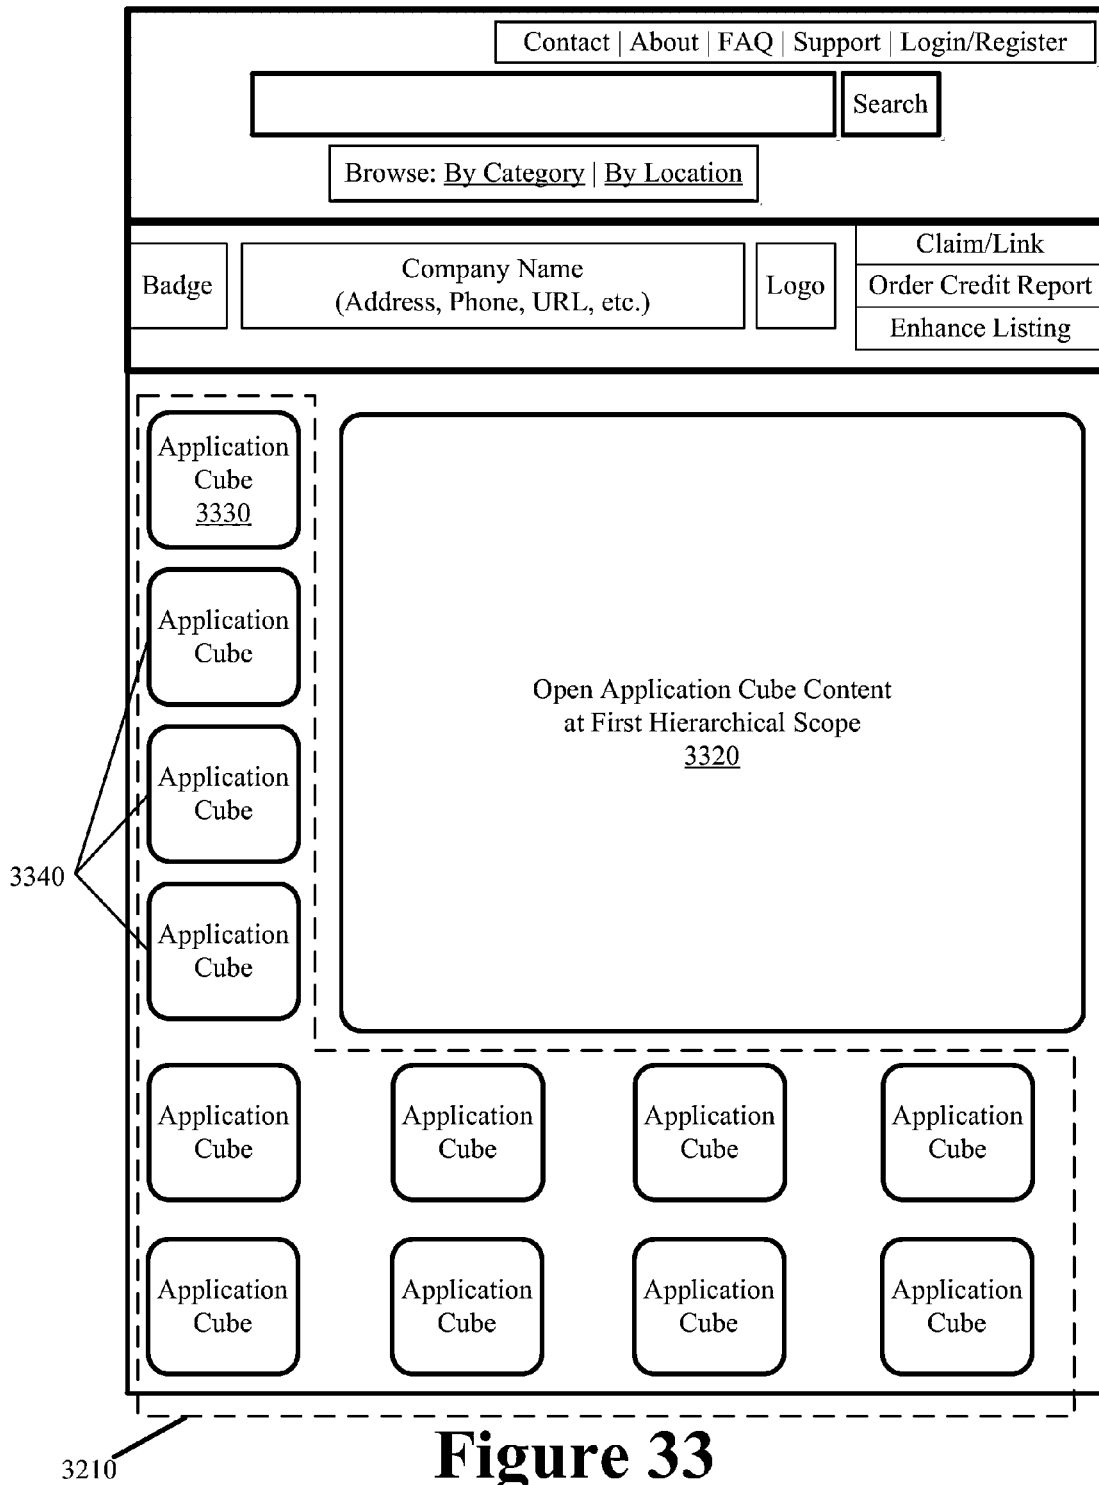 Contact | About | FAQ | Support | Login/Register
Search
Browse: By Category | By Location
Badge
Company Name
(Address, Phone, URL, etc.)
Logo
Claim/Link
Order Credit Report
Enhance Listing
Application
Cube
3330
Application
Cube
Application
Cube
Application
Cube
3340
Open Application Cube Content
at First Hierarchical Scope
3320
Application
Cube
Application
Cube
Application
Cube
Application
Cube
Application
Cube
Application
Cube
Application
Cube
Application
Cube
3210
Figure 33